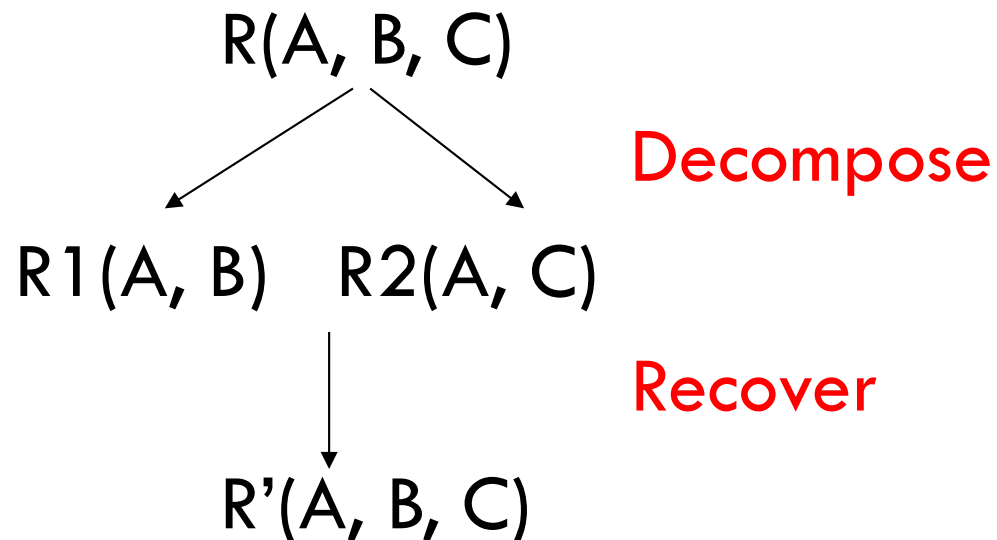 R(A, B, C)
Decompose
R1(A, B) R2(A, C)
Recover
R’(A, B, C)